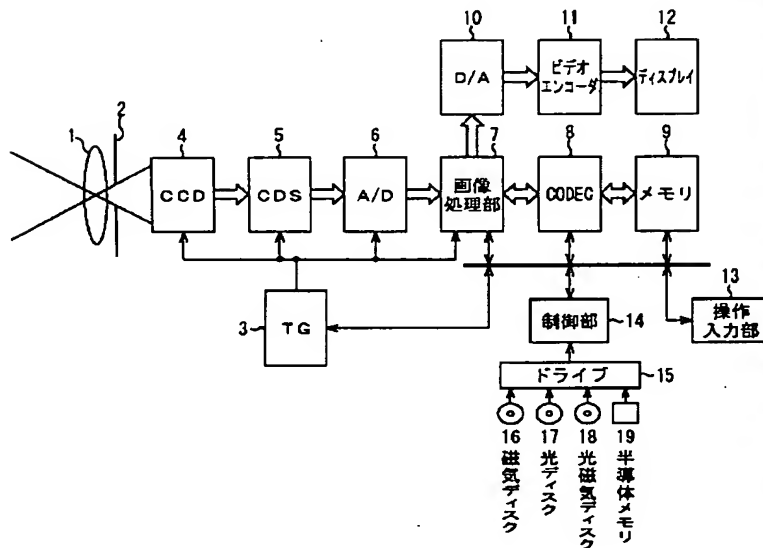 10
11
12
D/A
ビデオ
エンコーダ
ディスプレイ
1
2
4
5
6
7
8
9
CCD
CDS
A/D
画像
処理部
CODEC
メモリ
3
TG
制御部
14
13
操作
入力部
ドライブ
15
16
磁気ディスク
17
光ディスク
18
光磁気ディスク
19
半導体メモリ